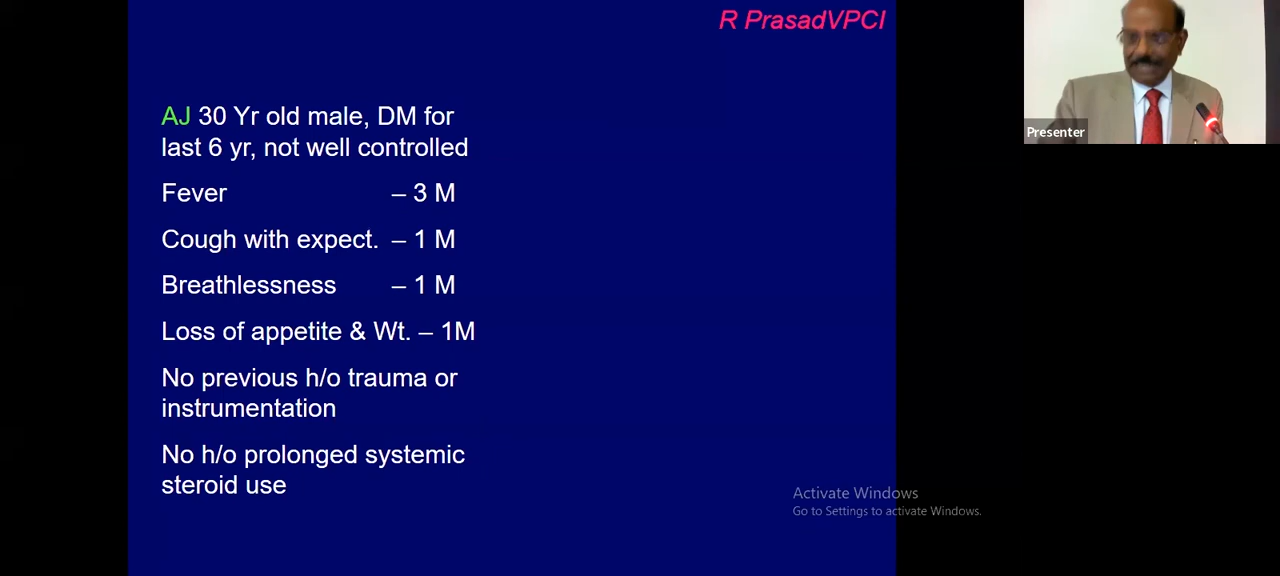 R PrasadVPCI
AJ 30 Yr old male, DM for
last 6 yr, not well controlled
Fever – 3 M
Cough with expect. – 1 M
Breathlessness – 1 M
Loss of appetite & Wt. – 1M
No previous h/o trauma or
instrumentation
No h/o prolonged systemic
steroid use
Presenter
Activate Windows
Go to Settings to activate Windows.